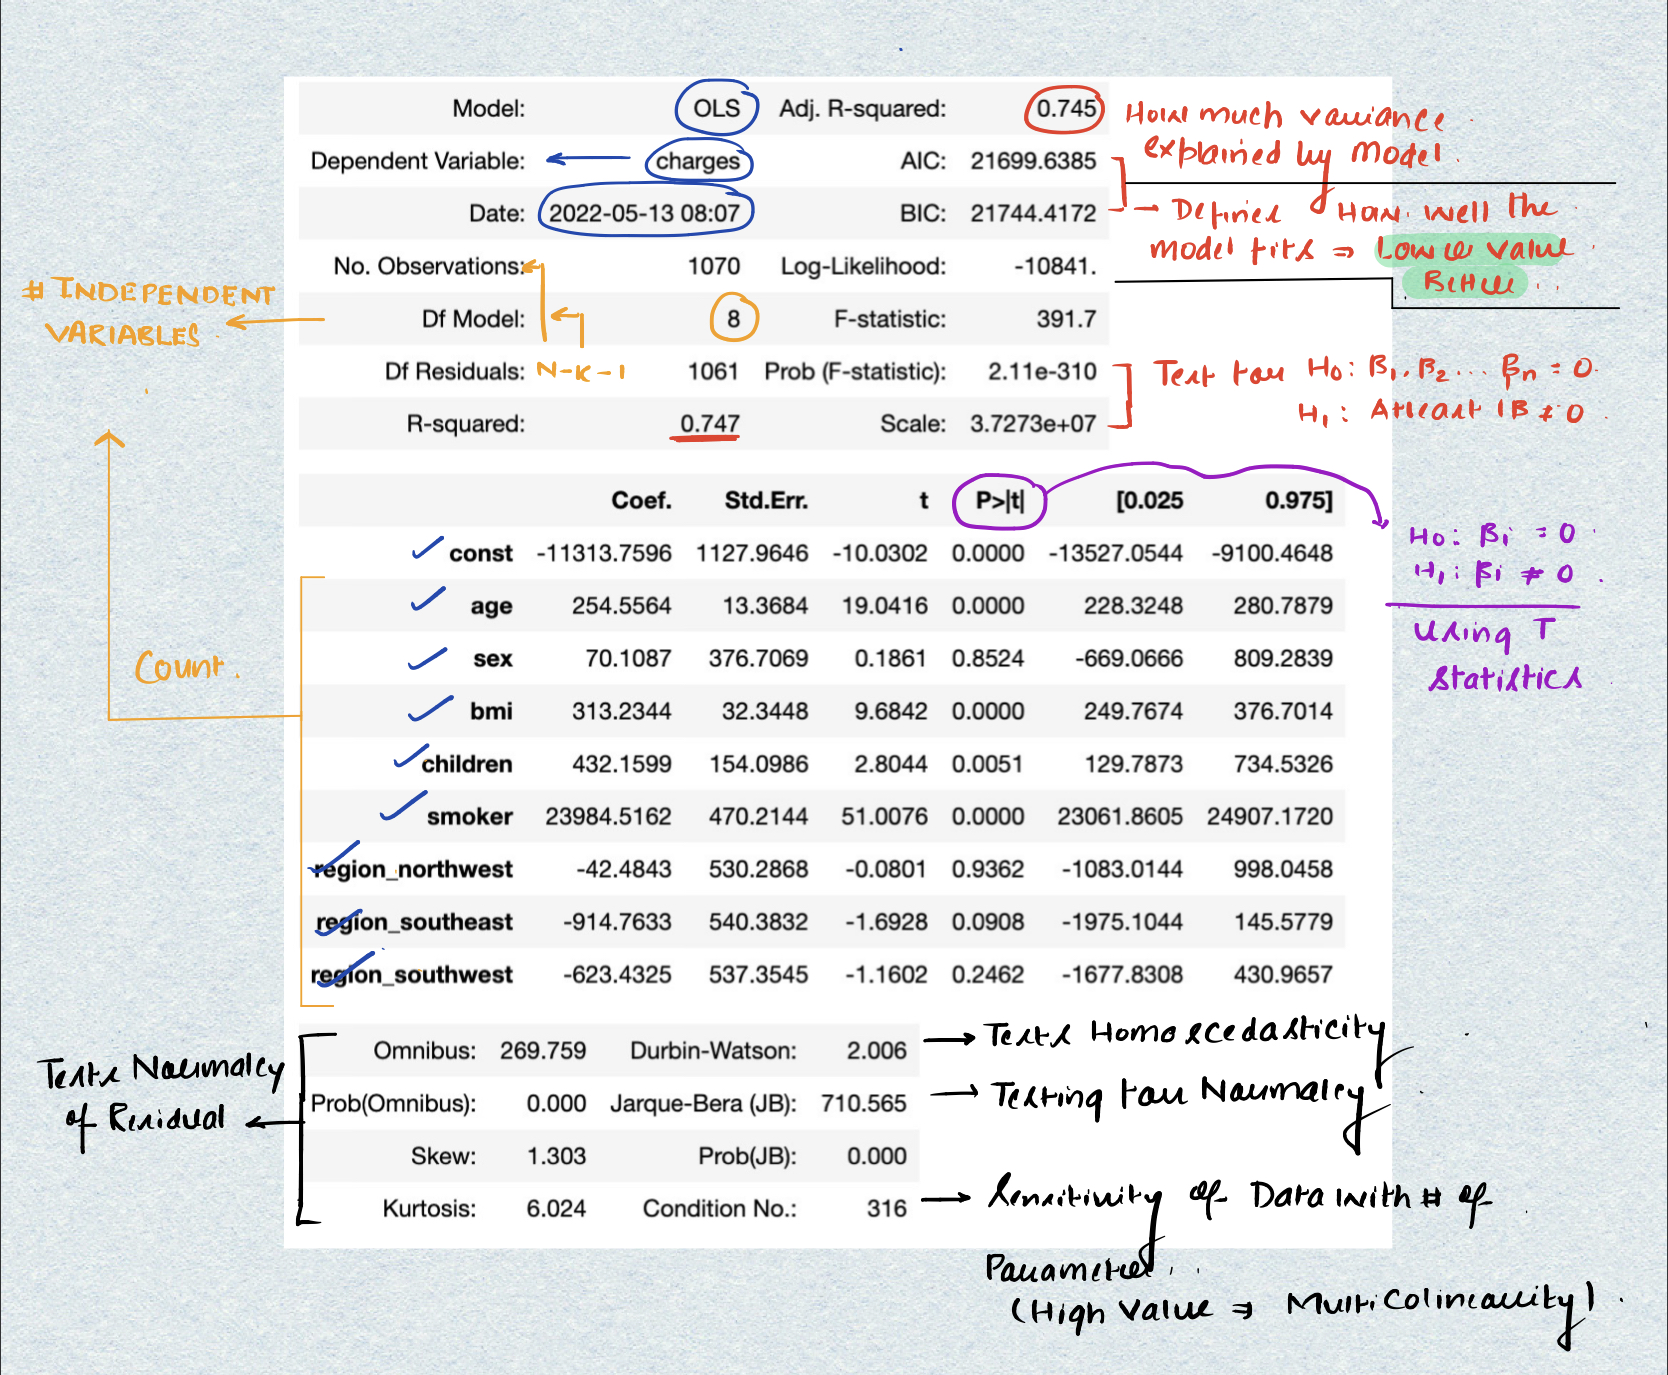 Model: OLS Adj. R-squared: 0.745
How much variance
explained by Model.
Dependent Variable: charges AIC: 21699.6385
Date: 2022-05-13 08:07 BIC: 21744.4172
→ Defines How well the
model fits ⇒ Lower value
Better
No. Observations: 1070 Log-Likelihood: -10841.
# INDEPENDENT
VARIABLES
Df Model: 8 F-statistic: 391.7
Df Residuals: N-K-1 1061 Prob (F-statistic): 2.11e-310
Test for H0: B1, B2 ... Bn = 0
H1: Atleast 1B ≠ 0
R-squared: 0.747 Scale: 3.7273e+07
Coef. Std.Err. t P>|t| [0.025 0.975]
const -11313.7596 1127.9646 -10.0302 0.0000 -13527.0544 -9100.4648
age 254.5564 13.3684 19.0416 0.0000 228.3248 280.7879
sex 70.1087 376.7069 0.1861 0.8524 -669.0666 809.2839
bmi 313.2344 32.3448 9.6842 0.0000 249.7674 376.7014
children 432.1599 154.0986 2.8044 0.0051 129.7873 734.5326
smoker 23984.5162 470.2144 51.0076 0.0000 23061.8605 24907.1720
region_northwest -42.4843 530.2868 -0.0801 0.9362 -1083.0144 998.0458
region_southeast -914.7633 540.3832 -1.6928 0.0908 -1975.1044 145.5779
region_southwest -623.4325 537.3545 -1.1602 0.2462 -1677.8308 430.9657
H0: Bi = 0
H1: Bi ≠ 0
Using T
Statistics
Count.
Tests Normalcy
of Residual
Omnibus: 269.759 Durbin-Watson: 2.006
→ Tests Homoscedasticity
Prob(Omnibus): 0.000 Jarque-Bera (JB): 710.565
→ Testing for Normalcy
Skew: 1.303 Prob(JB): 0.000
Kurtosis: 6.024 Condition No.: 316
→ Sensitivity of Data with # of
Parameter..
(High Value ⇒ MultiColinearity)